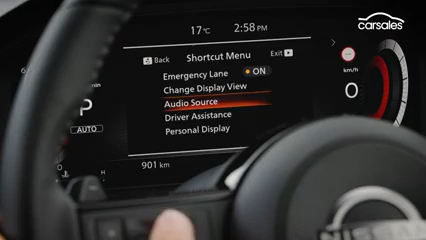 carsales
17°C 2:58 PM
Back Shortcut Menu Exit
Emergency Lane ON
Change Display View
Audio Source
Driver Assistance
Personal Display
km/h
0
P
AUTO
H
901 km
NISSAN